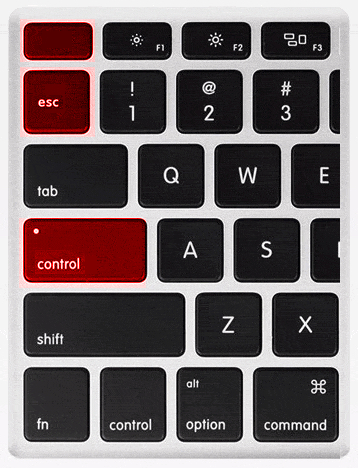 F1 F2 F3
esc ! 1 @ 2 # 3
tab Q W E
control A S
shift Z X
fn control alt option ⌘ command